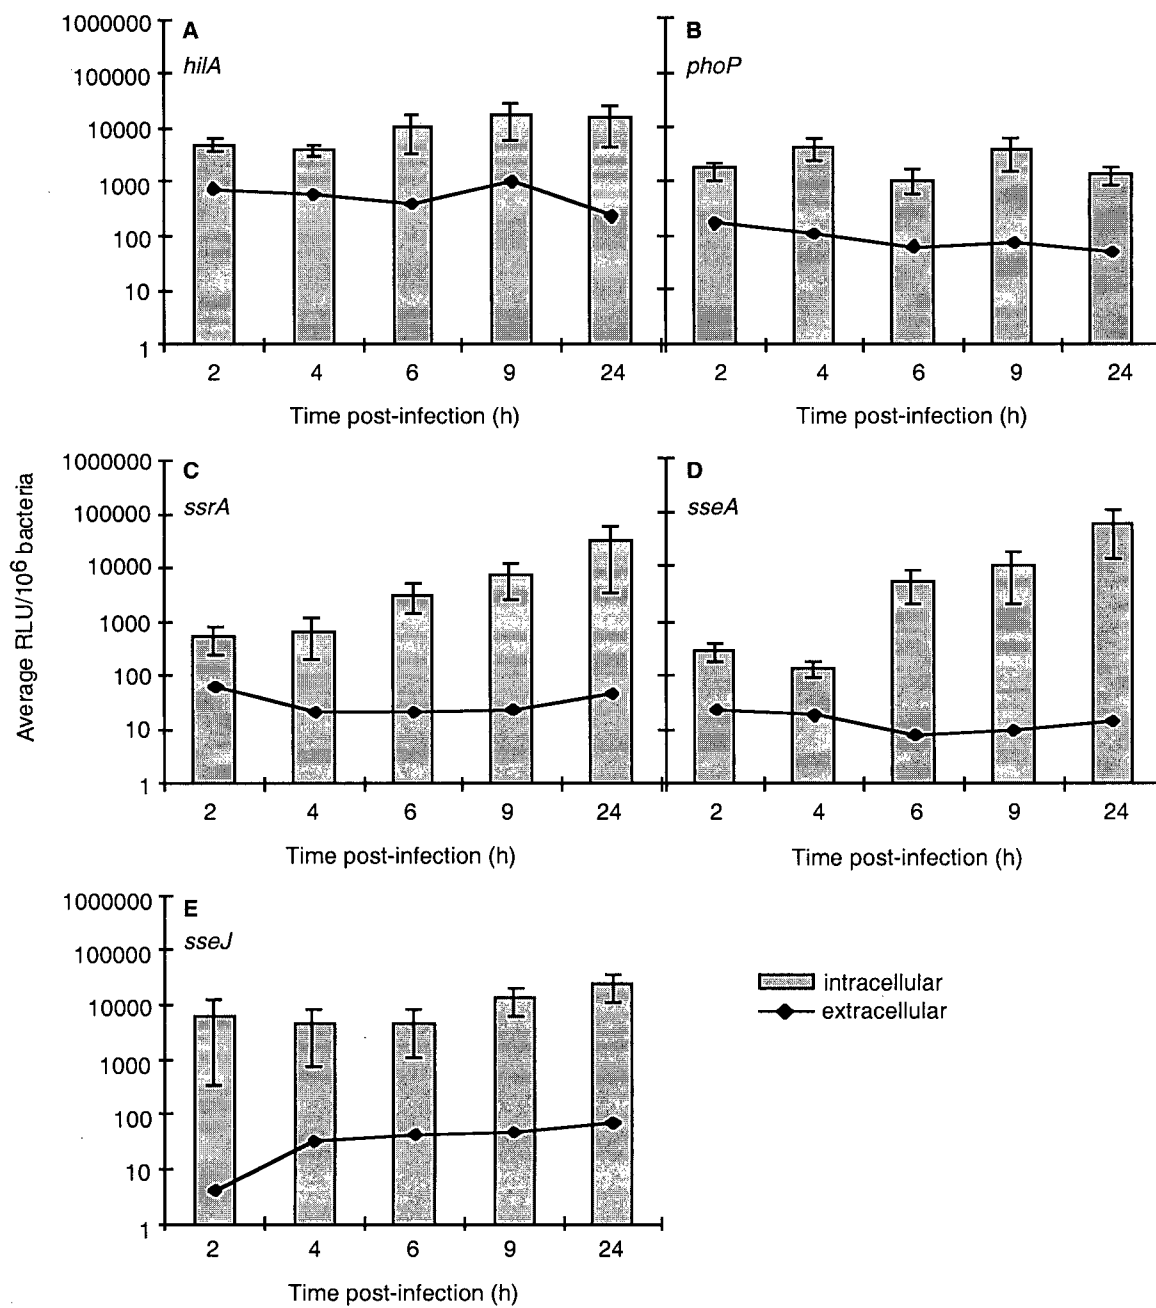 1000000
100000
10000
1000
100
10
1
A
hilA
2 4 6 9 24
Time post-infection (h)
B
phoP
2 4 6 9 24
Time post-infection (h)
Average RLU/10⁶ bacteria
1000000
100000
10000
1000
100
10
1
C
ssrA
2 4 6 9 24
Time post-infection (h)
D
sseA
2 4 6 9 24
Time post-infection (h)
1000000
100000
10000
1000
100
10
1
E
sseJ
2 4 6 9 24
Time post-infection (h)
intracellular
extracellular